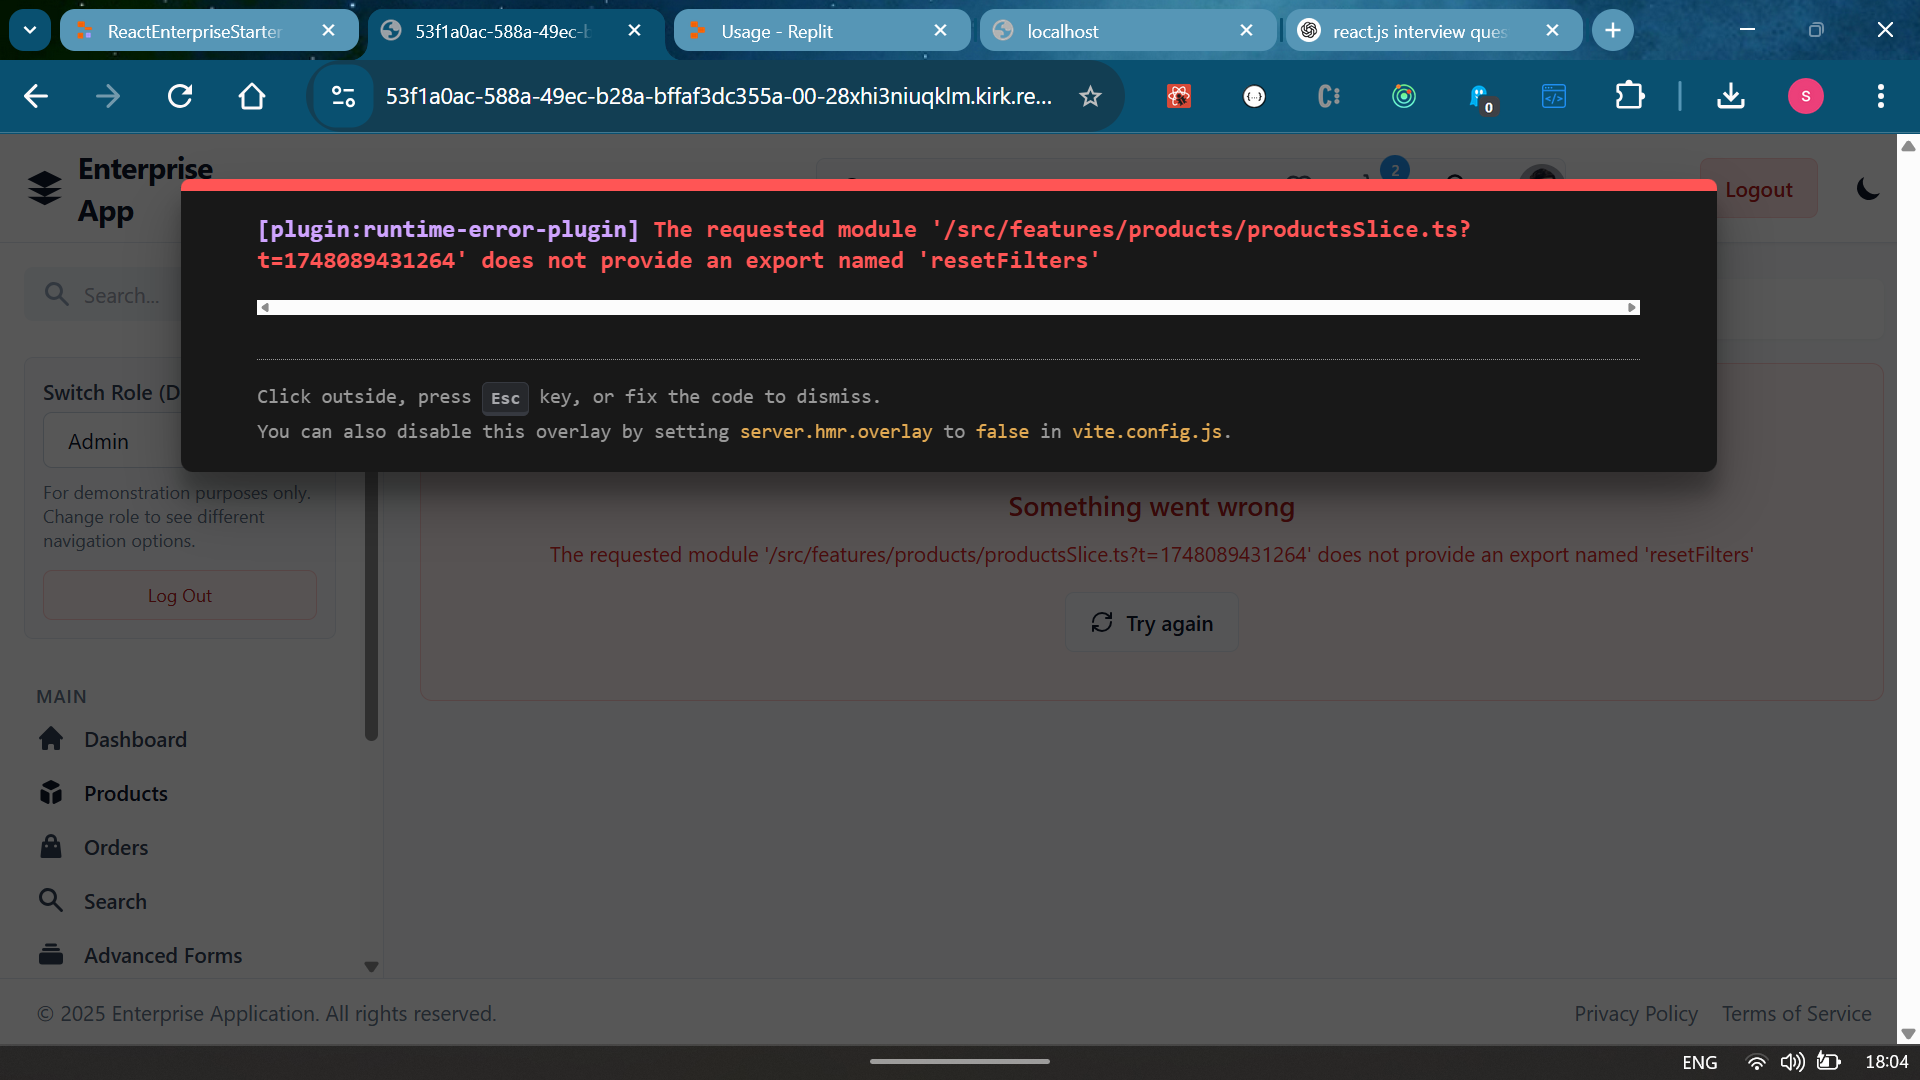 ReactEnterpriseStarter
53f1a0ac-588a-49ec-b
Usage - Replit
localhost
react.js interview ques
53f1a0ac-588a-49ec-b28a-bffaf3dc355a-00-28xhi3niuqklm.kirk.re...
0
S
Enterprise App
2
Logout
[plugin:runtime-error-plugin] The requested module '/src/features/products/productsSlice.ts?
t=1748089431264' does not provide an export named 'resetFilters'
Click outside, press Esc key, or fix the code to dismiss.
You can also disable this overlay by setting server.hmr.overlay to false in vite.config.js.
Search...
Switch Role (D
Admin
For demonstration purposes only.
Change role to see different
navigation options.
Log Out
Something went wrong
The requested module '/src/features/products/productsSlice.ts?t=1748089431264' does not provide an export named 'resetFilters'
Try again
MAIN
Dashboard
Products
Orders
Search
Advanced Forms
© 2025 Enterprise Application. All rights reserved.
Privacy Policy
Terms of Service
ENG
18:04